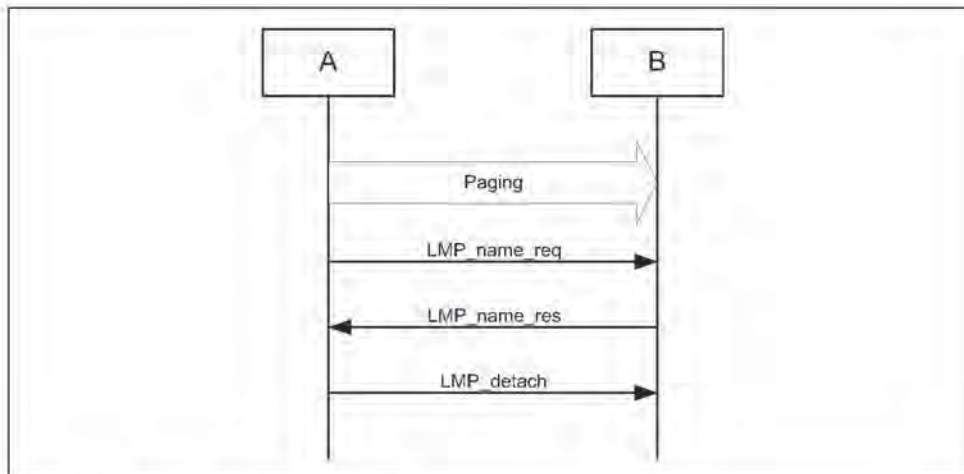 A
B
Paging
LMP_name_req
LMP_name_res
LMP_detach